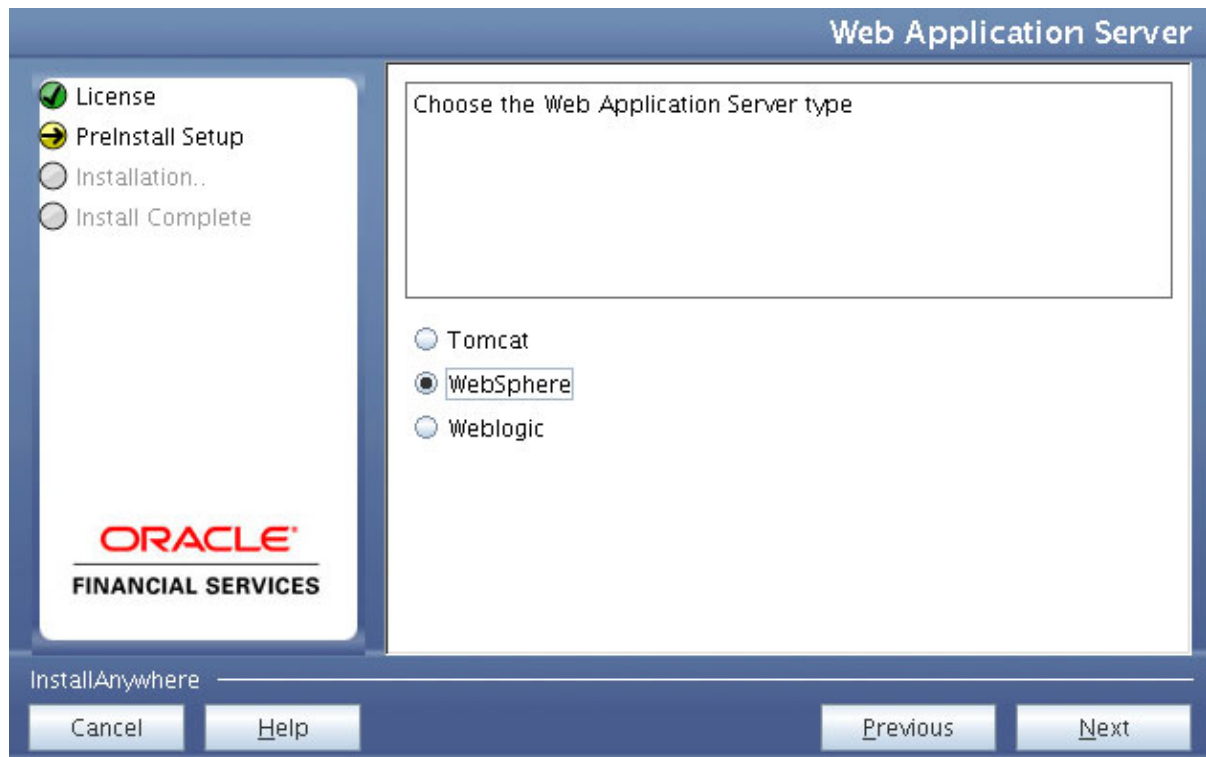 Web Application Server
License
PreInstall Setup
Installation..
Install Complete
ORACLE
FINANCIAL SERVICES
Choose the Web Application Server type
Tomcat
WebSphere
Weblogic
InstallAnywhere
Cancel
Help
Previous
Next